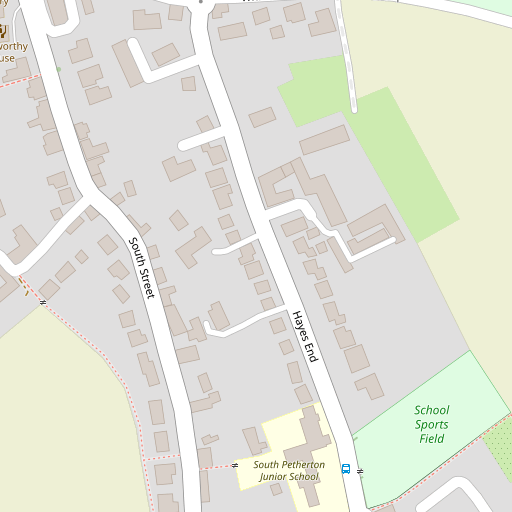 South Street
Hayes End
School
Sports
Field
South Petherton
Junior School